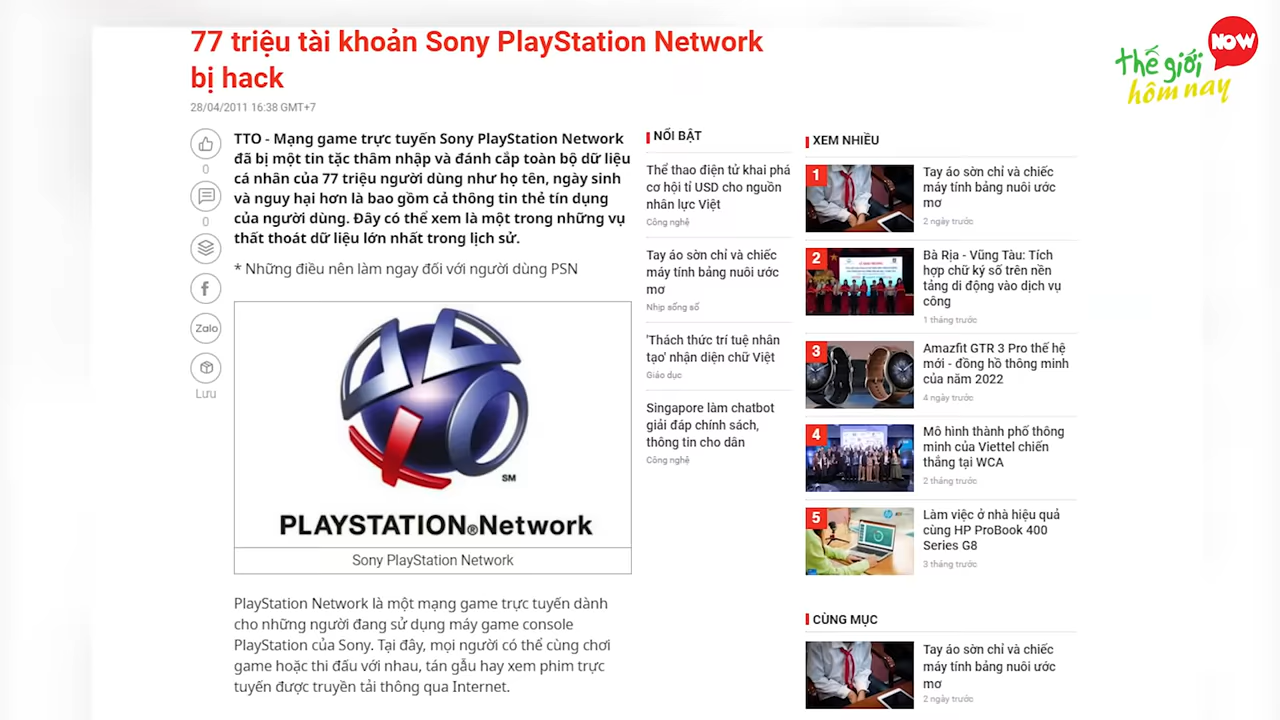 77 triệu tài khoản Sony PlayStation Network
bị hack
28/04/2011 16:38 GMT+7
0
0
Zalo
Lưu
TTO - Mạng game trực tuyến Sony PlayStation Network
đã bị một tin tặc thâm nhập và đánh cắp toàn bộ dữ liệu
cá nhân của 77 triệu người dùng như họ tên, ngày sinh
và nguy hại hơn là bao gồm cả thông tin thẻ tín dụng
của người dùng. Đây có thể xem là một trong những vụ
thất thoát dữ liệu lớn nhất trong lịch sử.
* Những điều nên làm ngay đối với người dùng PSN
SM
PLAYSTATION®Network
Sony PlayStation Network
PlayStation Network là một mạng game trực tuyến dành
cho những người đang sử dụng máy game console
PlayStation của Sony. Tại đây, mọi người có thể cùng chơi
game hoặc thi đấu với nhau, tán gẫu hay xem phim trực
tuyến được truyền tải thông qua Internet.
NỔI BẬT
Thể thao điện tử khai phá
cơ hội tỉ USD cho nguồn
nhân lực Việt
Công nghệ
Tay áo sờn chỉ và chiếc
máy tính bảng nuôi ước
mơ
Nhịp sống số
'Thách thức trí tuệ nhân
tạo' nhận diện chữ Việt
Giáo dục
Singapore làm chatbot
giải đáp chính sách,
thông tin cho dân
Công nghệ
XEM NHIỀU
1
Tay áo sờn chỉ và chiếc
máy tính bảng nuôi ước
mơ
2 ngày trước
2
Bà Rịa - Vũng Tàu: Tích
hợp chữ ký số trên nền
tảng di động vào dịch vụ
công
1 tháng trước
3
Amazfit GTR 3 Pro thế hệ
mới - đồng hồ thông minh
của năm 2022
4 ngày trước
4
Mô hình thành phố thông
minh của Viettel chiến
thắng tại WCA
2 tháng trước
5
Làm việc ở nhà hiệu quả
cùng HP ProBook 400
Series G8
3 tháng trước
CÙNG MỤC
Tay áo sờn chỉ và chiếc
máy tính bảng nuôi ước
mơ
2 ngày trước
thế giới
hôm nay
NOW